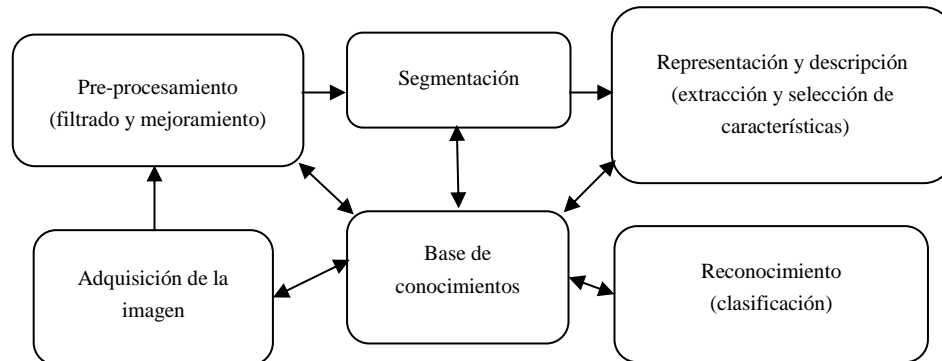 Pre-procesamiento
(filtrado y mejoramiento)
Segmentación
Representación y descripción
(extracción y selección de
características)
Adquisición de la
imagen
Base de
conocimientos
Reconocimiento
(clasificación)